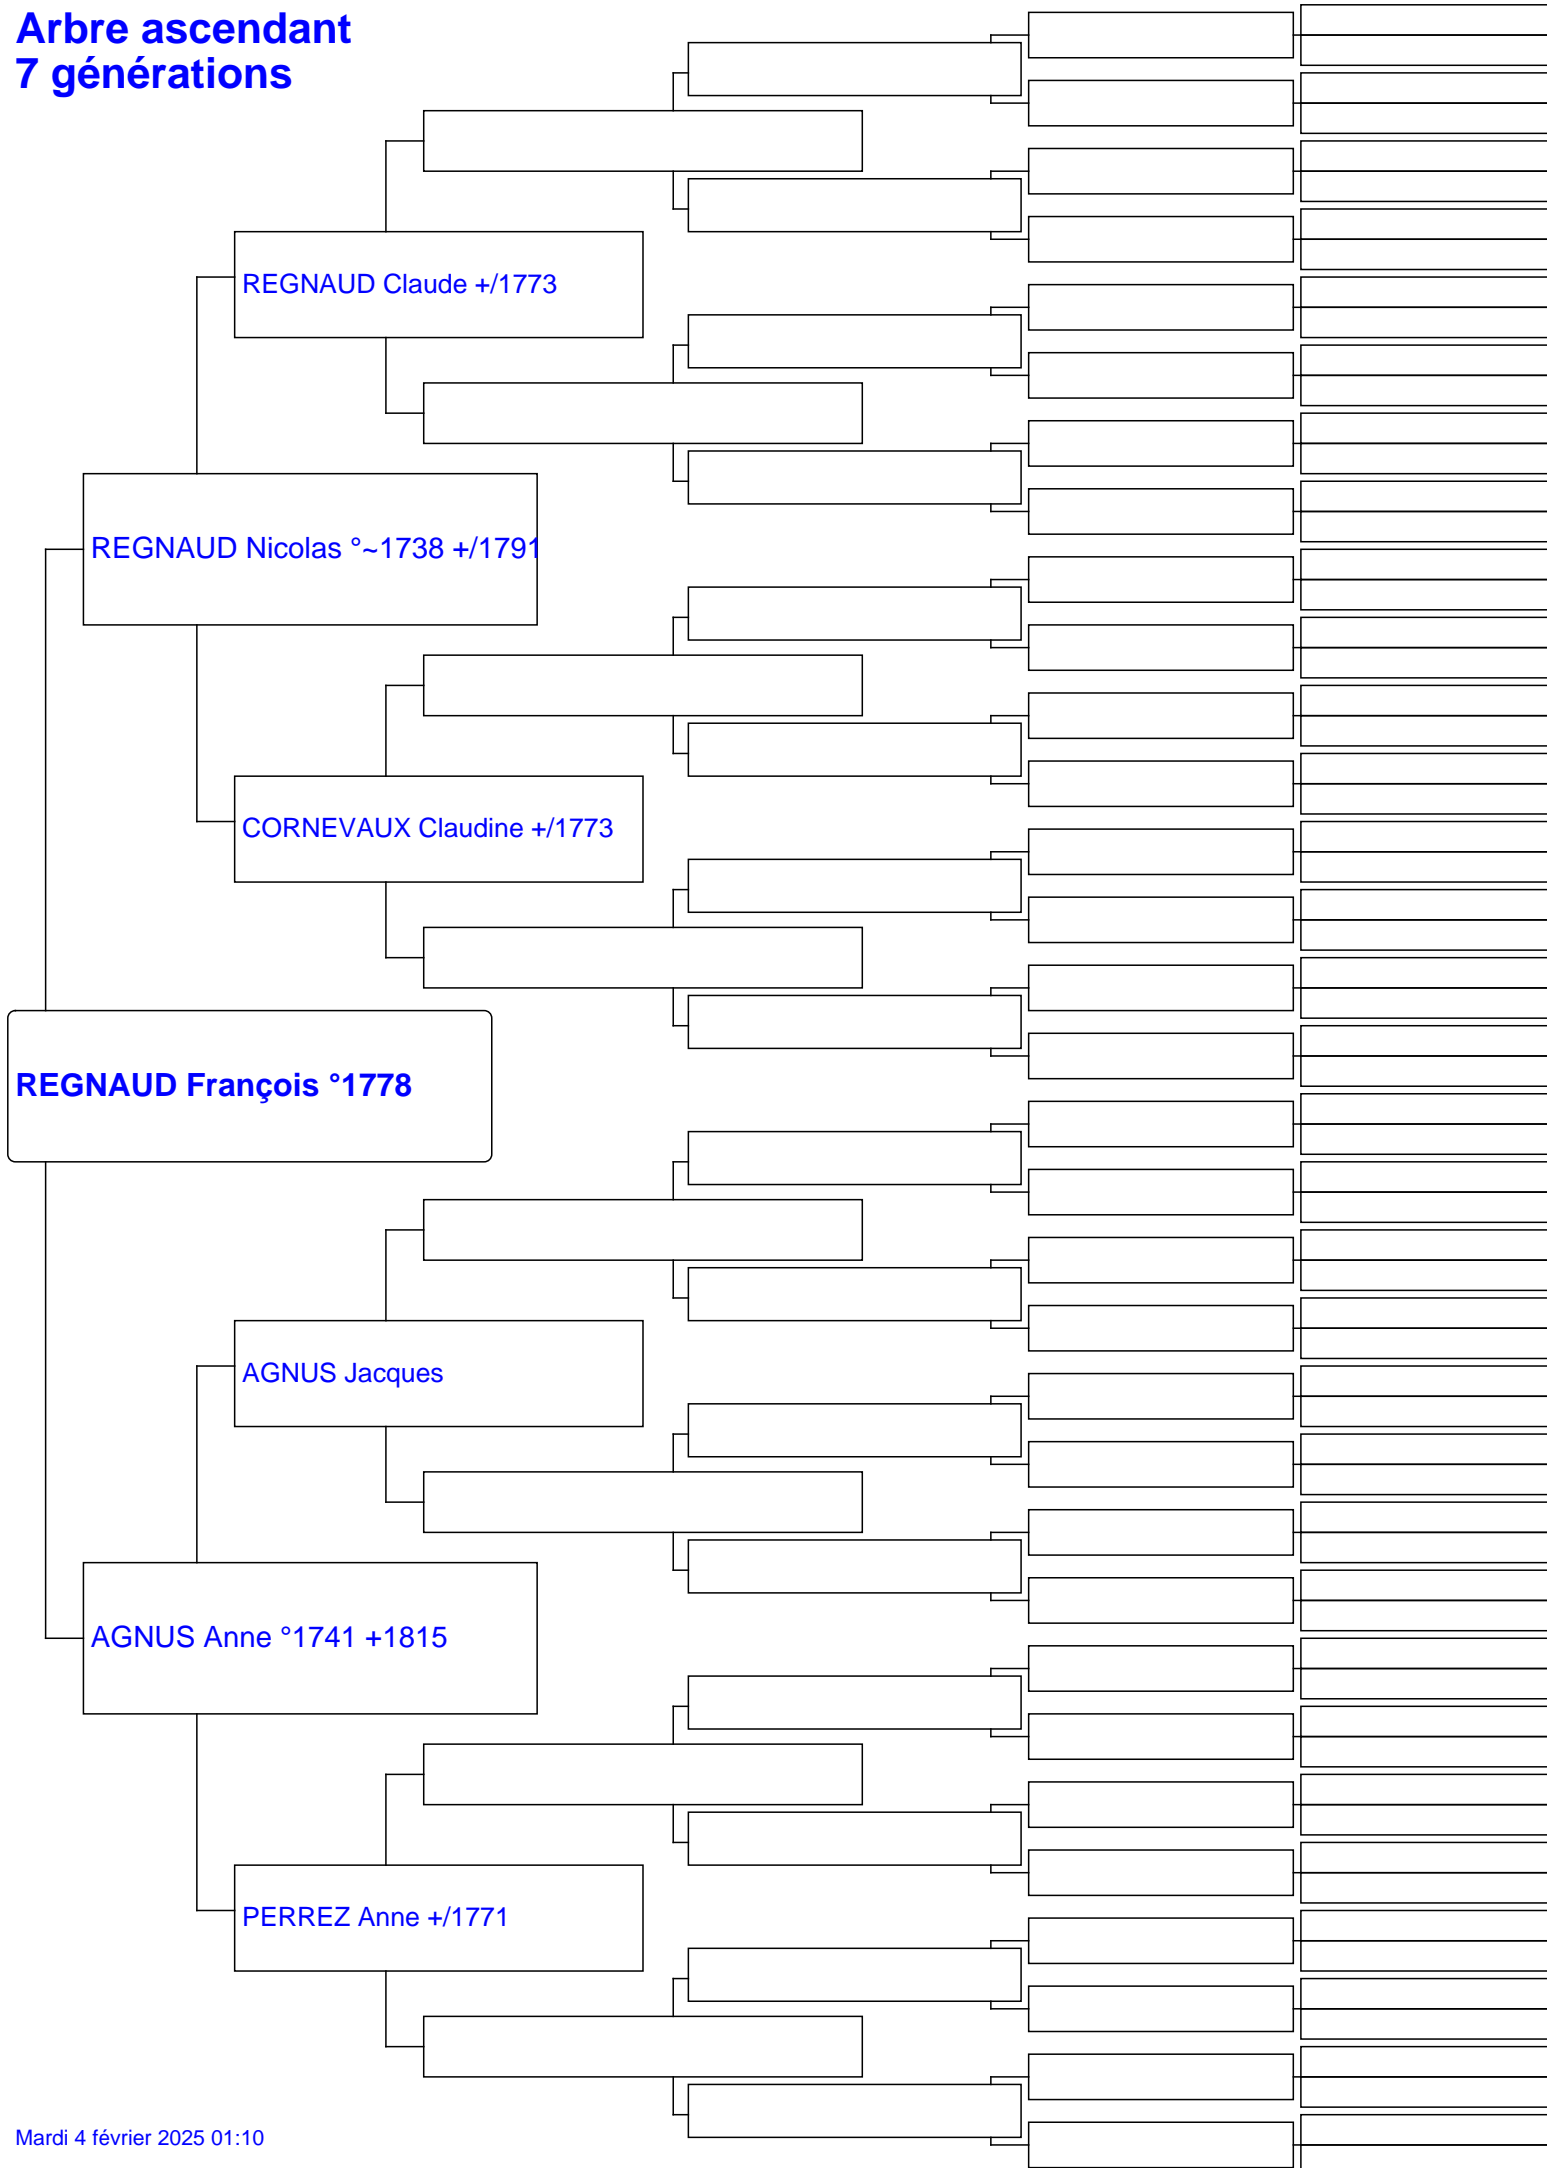 Arbre ascendant
7 générations
REGNAUD Claude +/1773
REGNAUD Nicolas °~1738 +/1791
CORNEVAUX Claudine +/1773
REGNAUD François °1778
AGNUS Jacques
AGNUS Anne °1741 +1815
PERREZ Anne +/1771
Mardi 4 février 2025 01:10